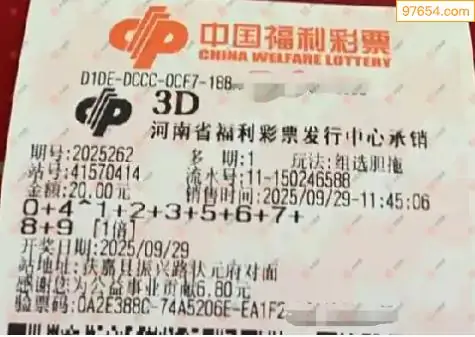 97654.com
中国福利彩票
CHINA WELFARE LOTTERY
D1DE-DCCC-0CF7-1BB
3D
河南省福利彩票发行中心承销
期号:2025262 多期:1 玩法:组选胆拖
站号:41570414 流水号:11-150246588
金额:20.00元 销售时间:2025/09/29-11:45:06
0+4^1+2+3+5+6+7+
8+9 [1倍]
开奖日期:2025/09/29
站地址:扶嘉县振兴路状元府对面
感谢您为公益事业贡献6.80元
验票码:0A2E388C-74A5206E-EA1F2